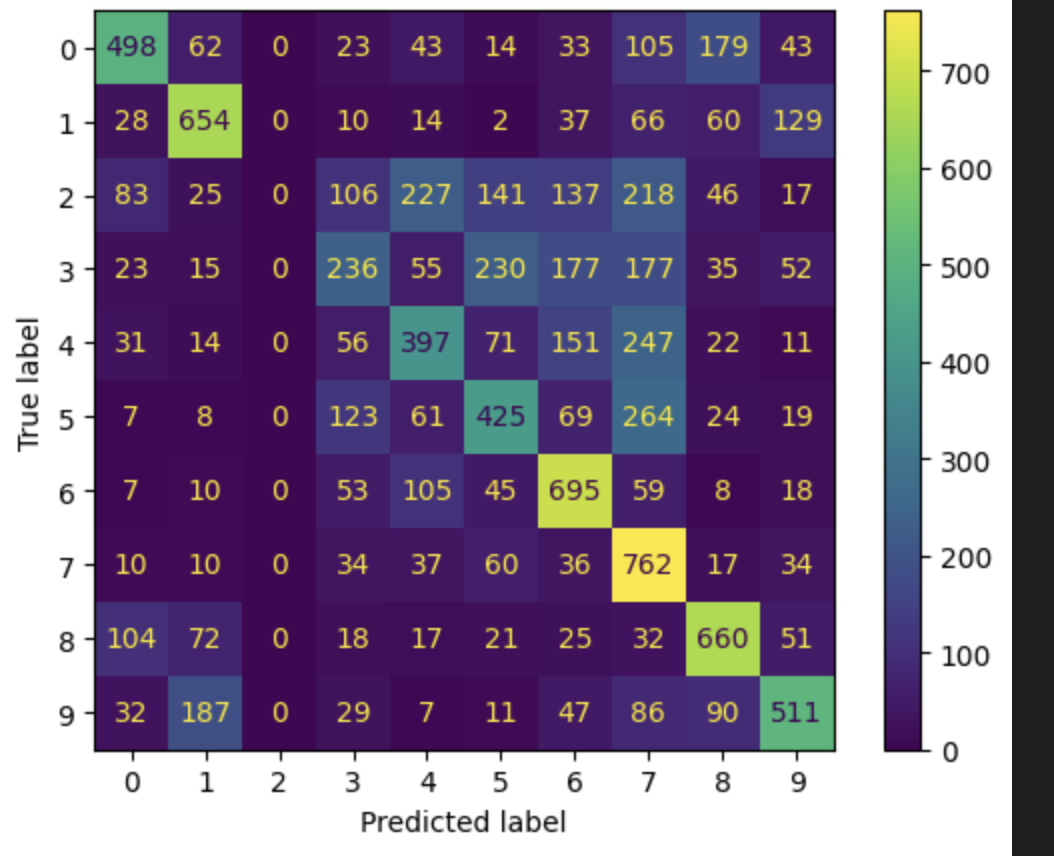 0 498 62 0 23 43 14 33 105 179 43
700
1 28 654 0 10 14 2 37 66 60 129
600
2 83 25 0 106 227 141 137 218 46 17
500
3 23 15 0 236 55 230 177 177 35 52
400
4 31 14 0 56 397 71 151 247 22 11
True label
5 7 8 0 123 61 425 69 264 24 19
300
6 7 10 0 53 105 45 695 59 8 18
200
7 10 10 0 34 37 60 36 762 17 34
100
8 104 72 0 18 17 21 25 32 660 51
9 32 187 0 29 7 11 47 86 90 511
0
0 1 2 3 4 5 6 7 8 9
Predicted label